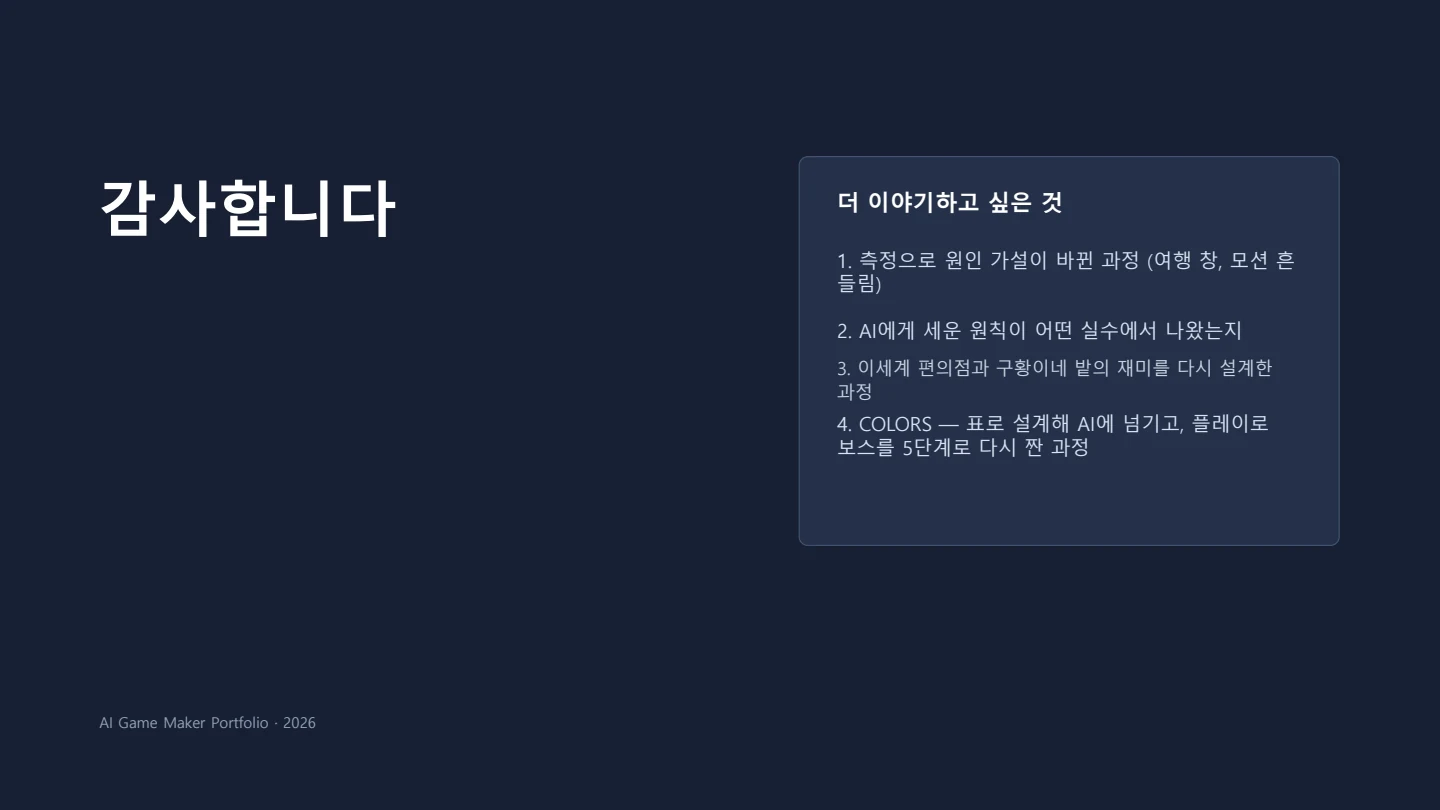 감사합니다
더 이야기하고 싶은 것
1. 측정으로 원인 가설이 바뀐 과정 (여행 창, 모션 흔
들림)
2. AI에게 세운 원칙이 어떤 실수에서 나왔는지
3. 이세계 편의점과 구황이네 밭의 재미를 다시 설계한
과정
4. COLORS — 표로 설계해 AI에 넘기고, 플레이로
보스를 5단계로 다시 짠 과정
AI Game Maker Portfolio · 2026